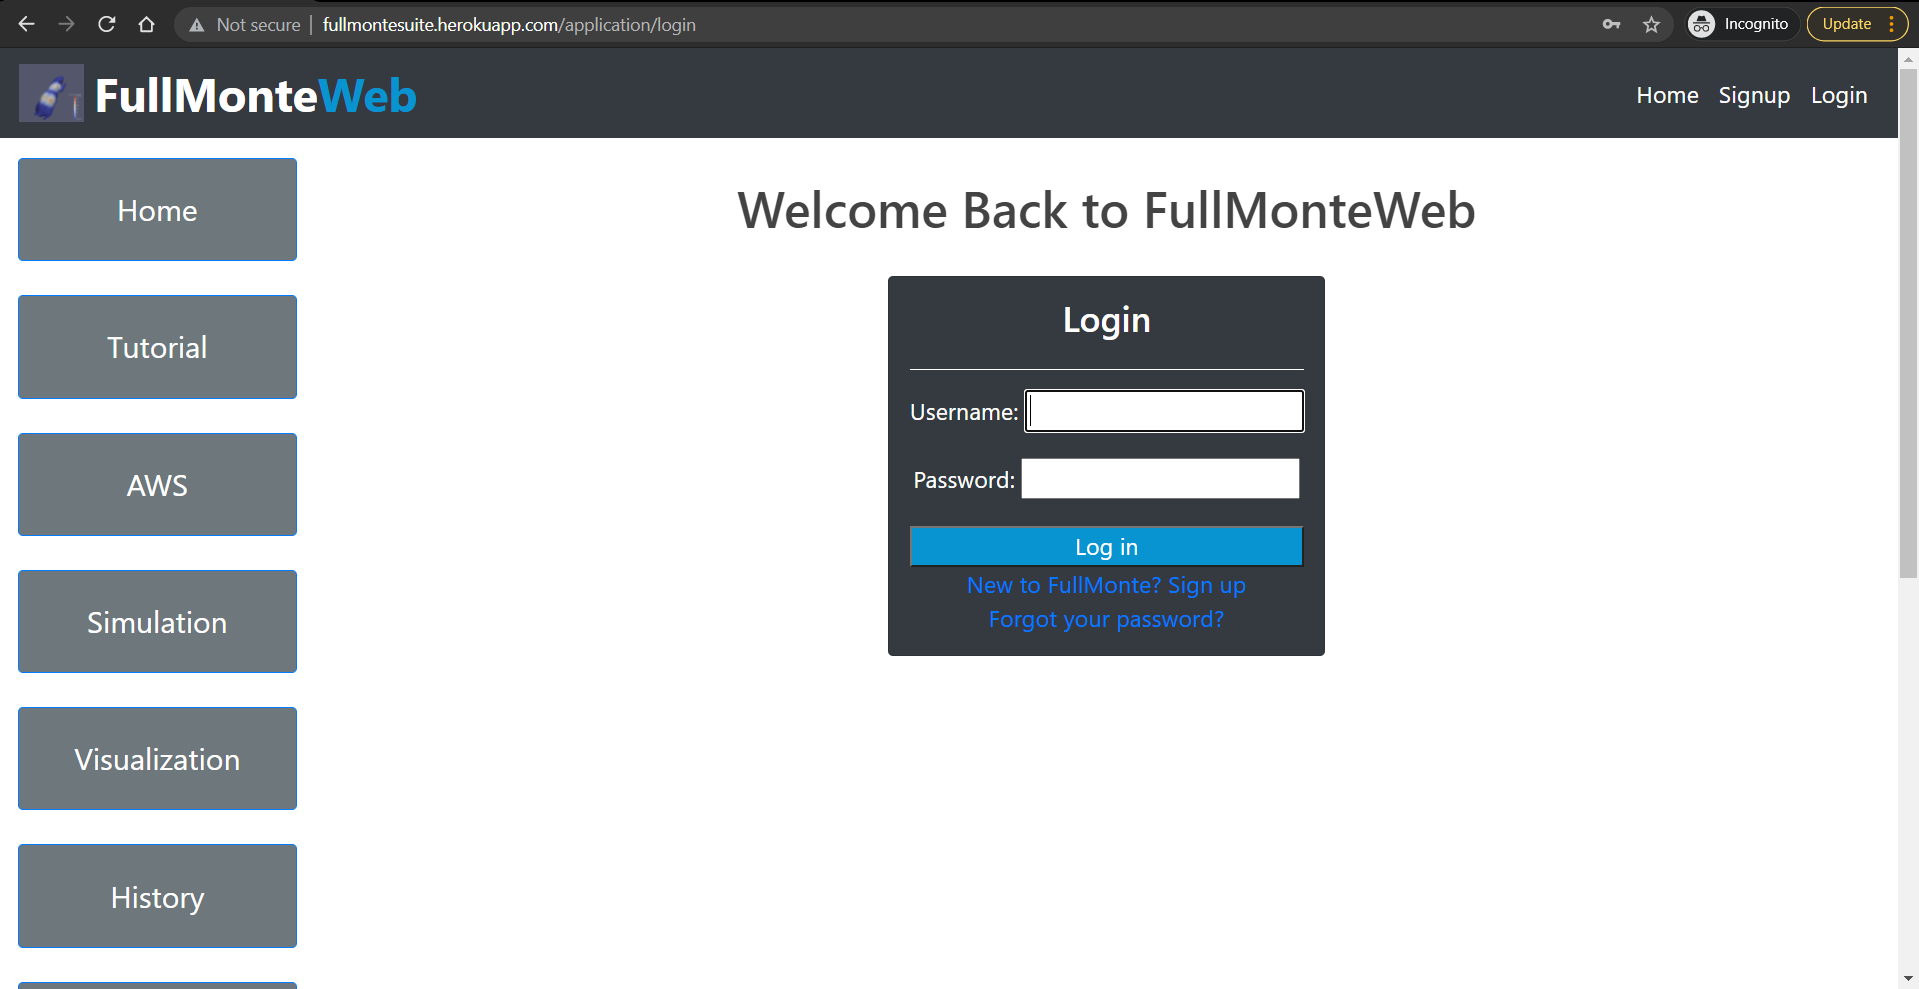 Not secure | fullmontesuite.herokuapp.com/application/login
Incognito
Update
FullMonteWeb
Home Signup Login
Home
Tutorial
AWS
Simulation
Visualization
History
Welcome Back to FullMonteWeb
Login
Username:
Password:
Log in
New to FullMonte? Sign up
Forgot your password?